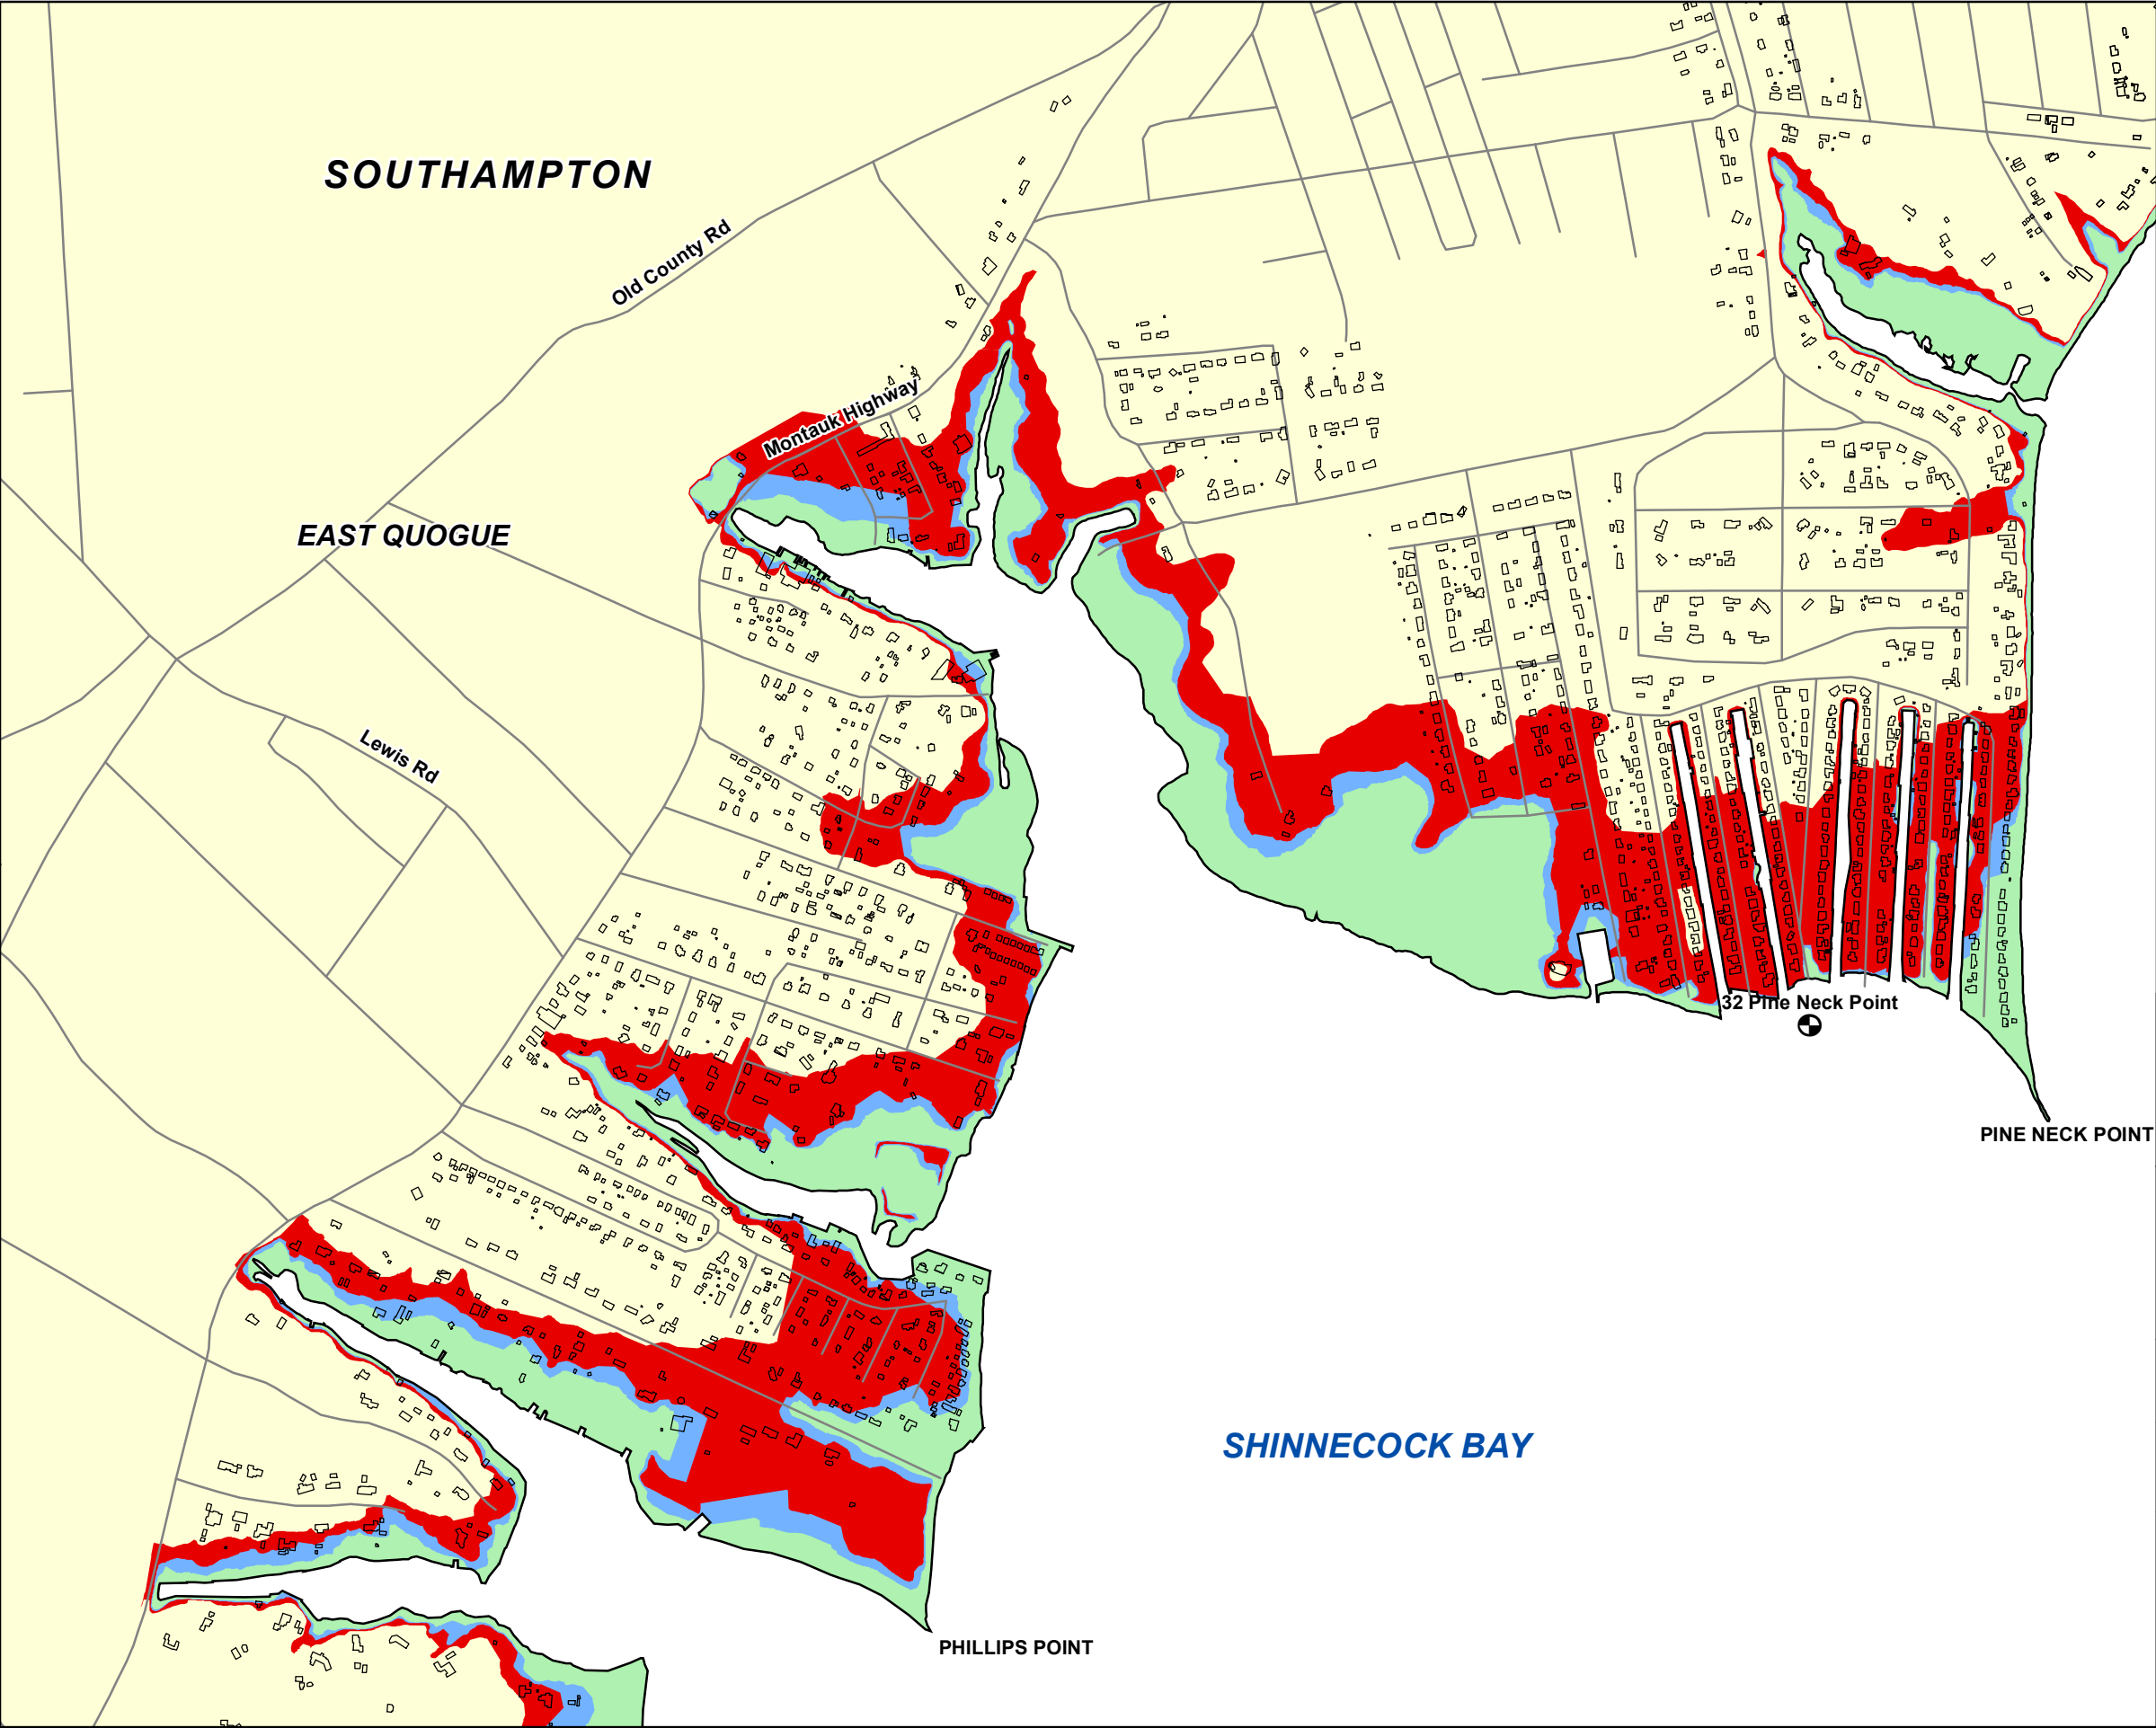 SOUTHAMPTON
Old County Rd
Montauk Highway
EAST QUOGUE
Lewis Rd
32 Pine Neck Point
PINE NECK POINT
SHINNECOCK BAY
PHILLIPS POINT